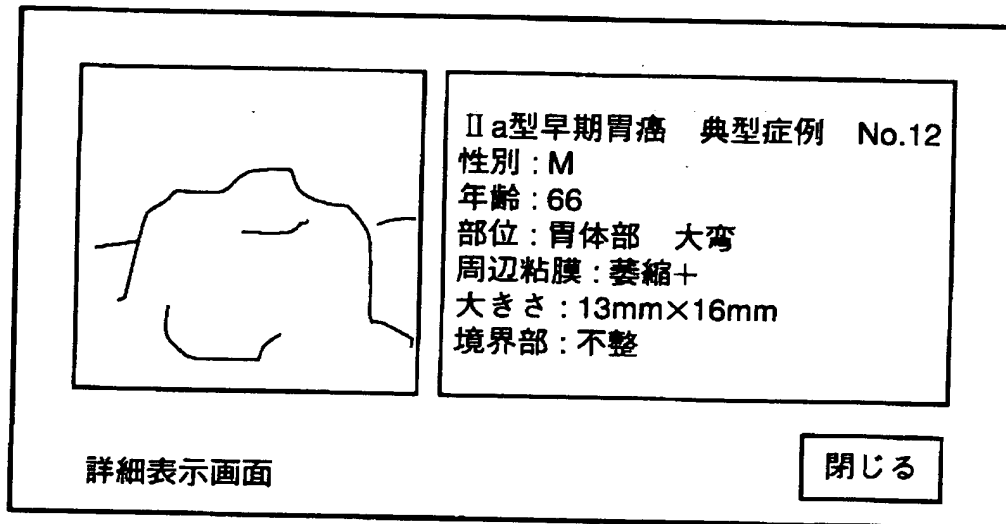 Ⅱa型早期胃癌　典型症例　No.12
性別：M
年齢：66
部位：胃体部　大弯
周辺粘膜：萎縮＋
大きさ：13mm×16mm
境界部：不整
詳細表示画面
閉じる